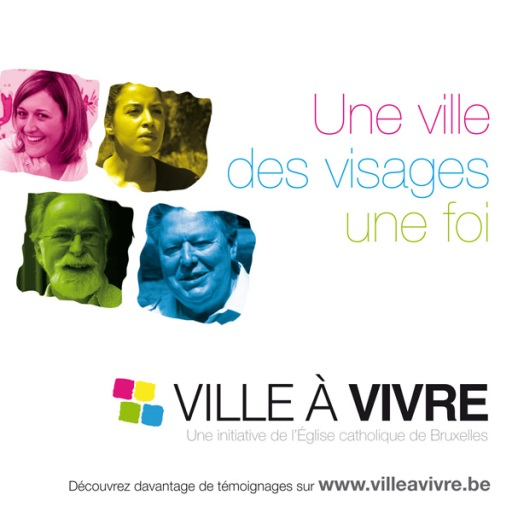 Une ville
des visages
une foi
VILLE À VIVRE
Une initiative de l'Église catholique de Bruxelles
Découvrez davantage de témoignages sur www.villeavivre.be